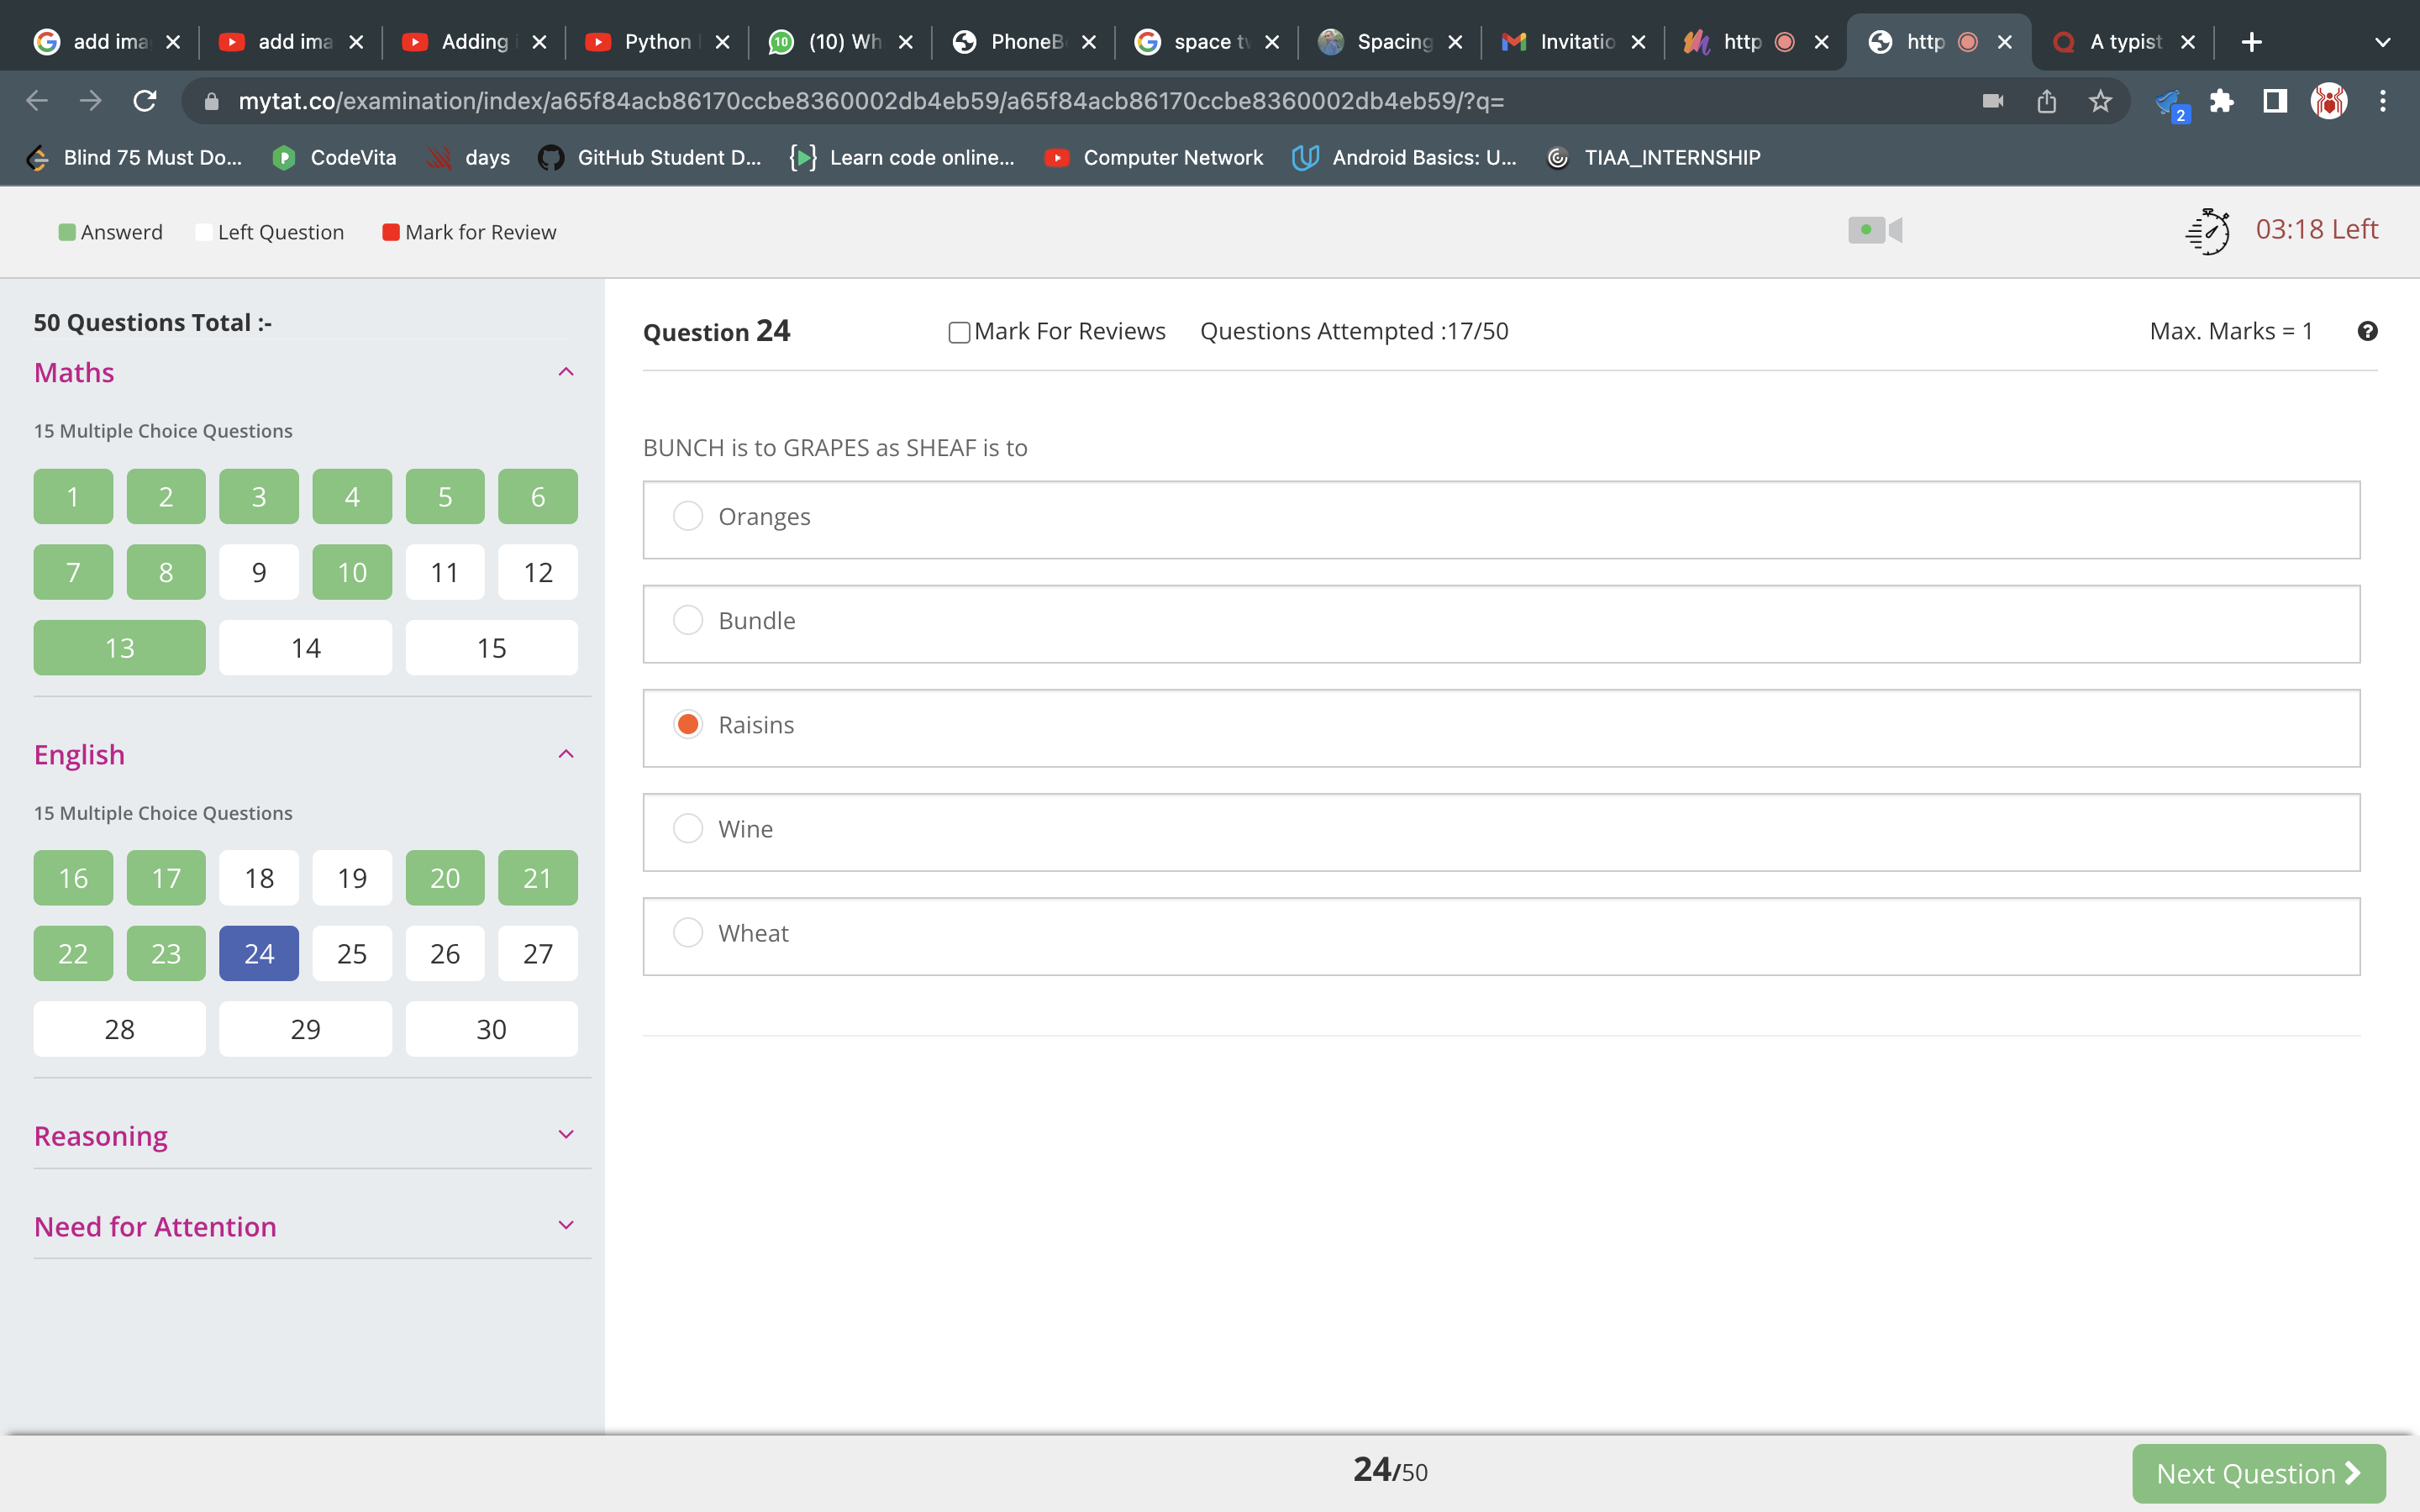 add ima
add ima
Adding
Python
(10) Wh
PhoneB
space tv
Spacing
Invitatio
http
http
A typist
mytat.co/examination/index/a65f84acb86170ccbe8360002db4eb59/a65f84acb86170ccbe8360002db4eb59/?q=
2
Blind 75 Must Do...
CodeVita
days
GitHub Student D...
Learn code online...
Computer Network
Android Basics: U...
TIAA_INTERNSHIP
Answerd
Left Question
Mark for Review
03:18 Left
50 Questions Total :-
Maths
15 Multiple Choice Questions
1 2 3 4 5 6
7 8 9 10 11 12
13 14 15
English
15 Multiple Choice Questions
16 17 18 19 20 21
22 23 24 25 26 27
28 29 30
Reasoning
Need for Attention
Question 24
Mark For Reviews
Questions Attempted :17/50
Max. Marks = 1
BUNCH is to GRAPES as SHEAF is to
Oranges
Bundle
Raisins
Wine
Wheat
24/50
Next Question